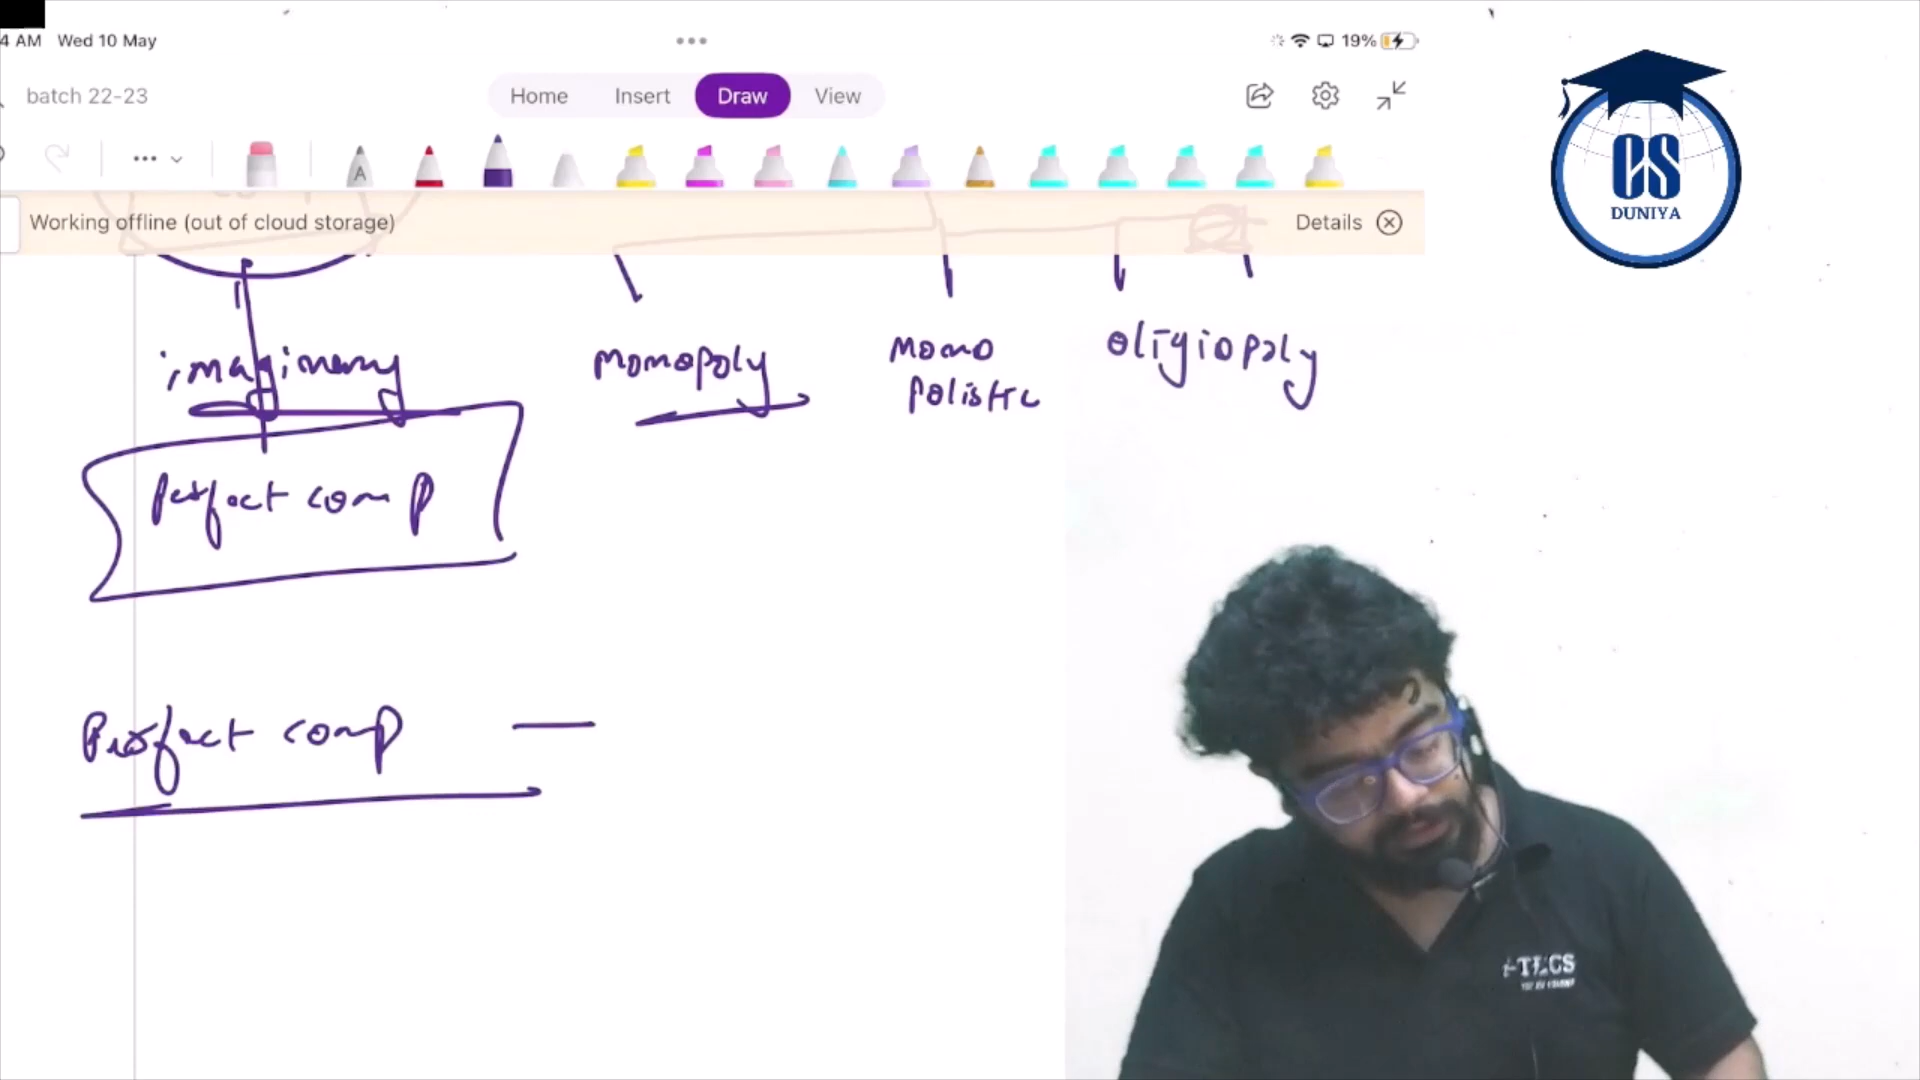 4 AM Wed 10 May
19%
batch 22-23
Home Insert Draw View
A
Working offline (out of cloud storage)
Details
CS
DUNIYA
imaginary
Monopoly
Mono
polistic
oligiopoly
Perfect comp
Perfect comp —